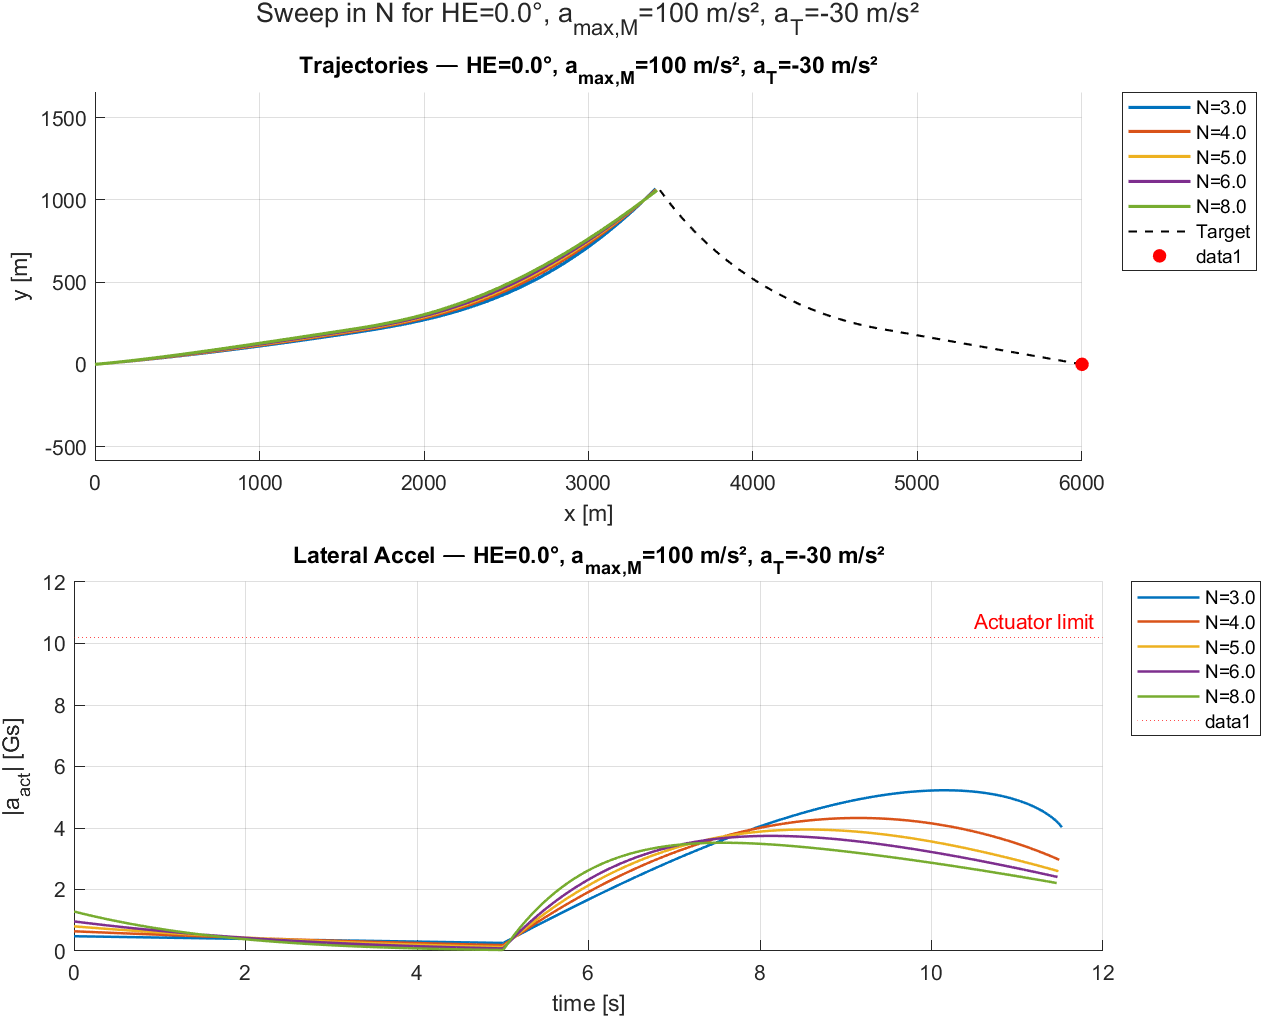 Sweep in N for HE=0.0°, a_max,M=100 m/s², a_T=-30 m/s²
Trajectories — HE=0.0°, a_max,M=100 m/s², a_T=-30 m/s²
1500
1000
500
0
-500
y [m]
0 1000 2000 3000 4000 5000 6000
x [m]
N=3.0
N=4.0
N=5.0
N=6.0
N=8.0
Target
data1
Lateral Accel — HE=0.0°, a_max,M=100 m/s², a_T=-30 m/s²
12
10
8
6
4
2
0
|a_act| [Gs]
Actuator limit
0 2 4 6 8 10 12
time [s]
N=3.0
N=4.0
N=5.0
N=6.0
N=8.0
data1